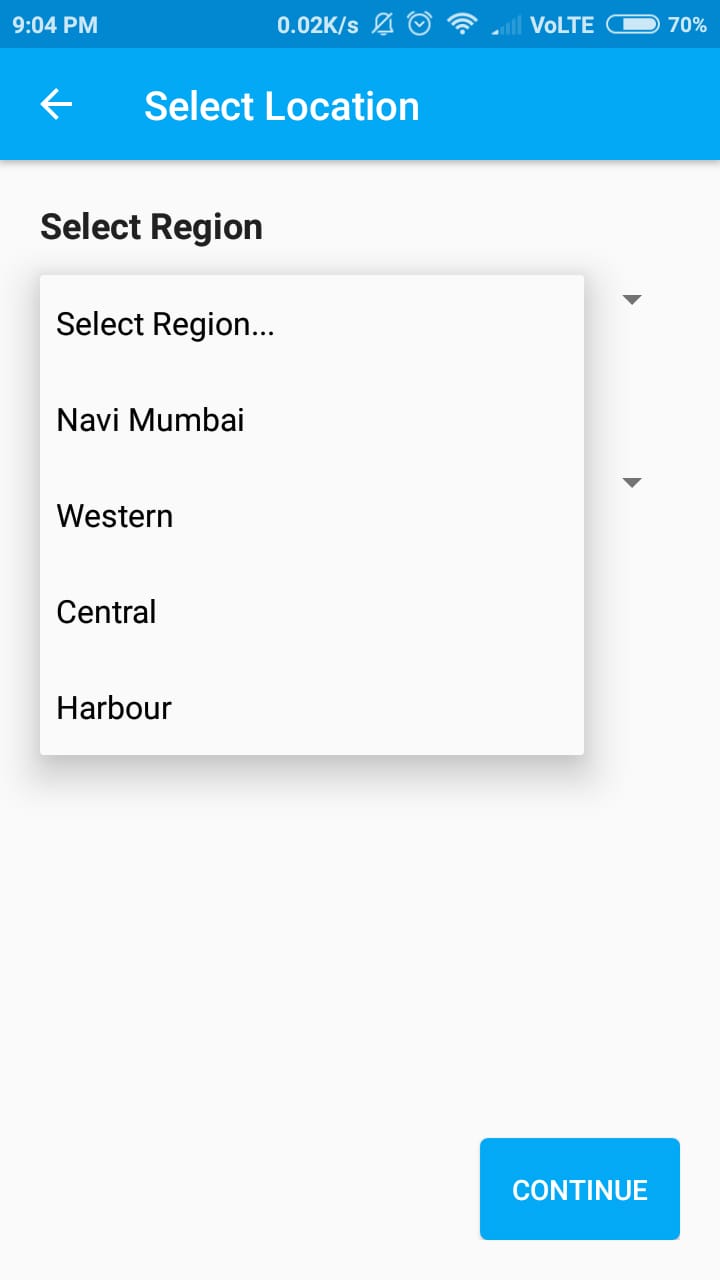 9:04 PM 0.02K/s VoLTE 70%
Select Location
Select Region
Select Region...
Navi Mumbai
Western
Central
Harbour
CONTINUE